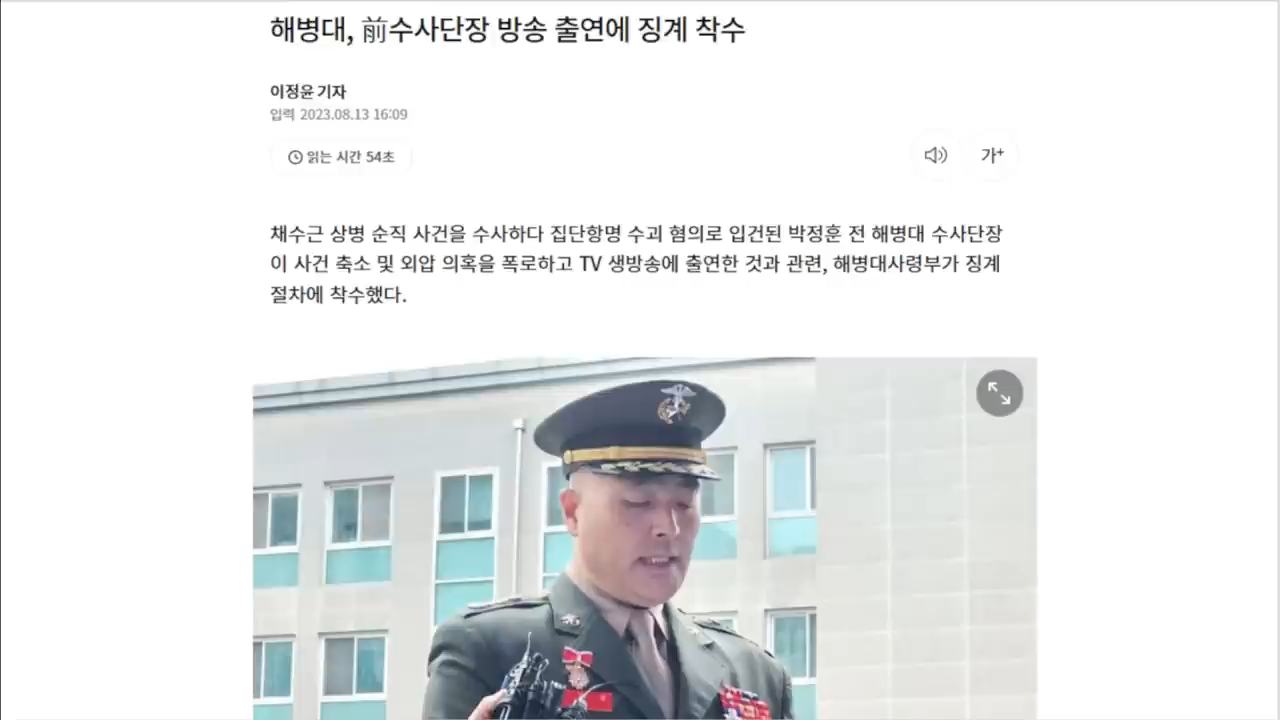 해병대, 前수사단장 방송 출연에 징계 착수
이정윤 기자
입력 2023.08.13 16:09
읽는 시간 54초
가+
채수근 상병 순직 사건을 수사하다 집단항명 수괴 혐의로 입건된 박정훈 전 해병대 수사단장
이 사건 축소 및 외압 의혹을 폭로하고 TV 생방송에 출연한 것과 관련, 해병대사령부가 징계
절차에 착수했다.